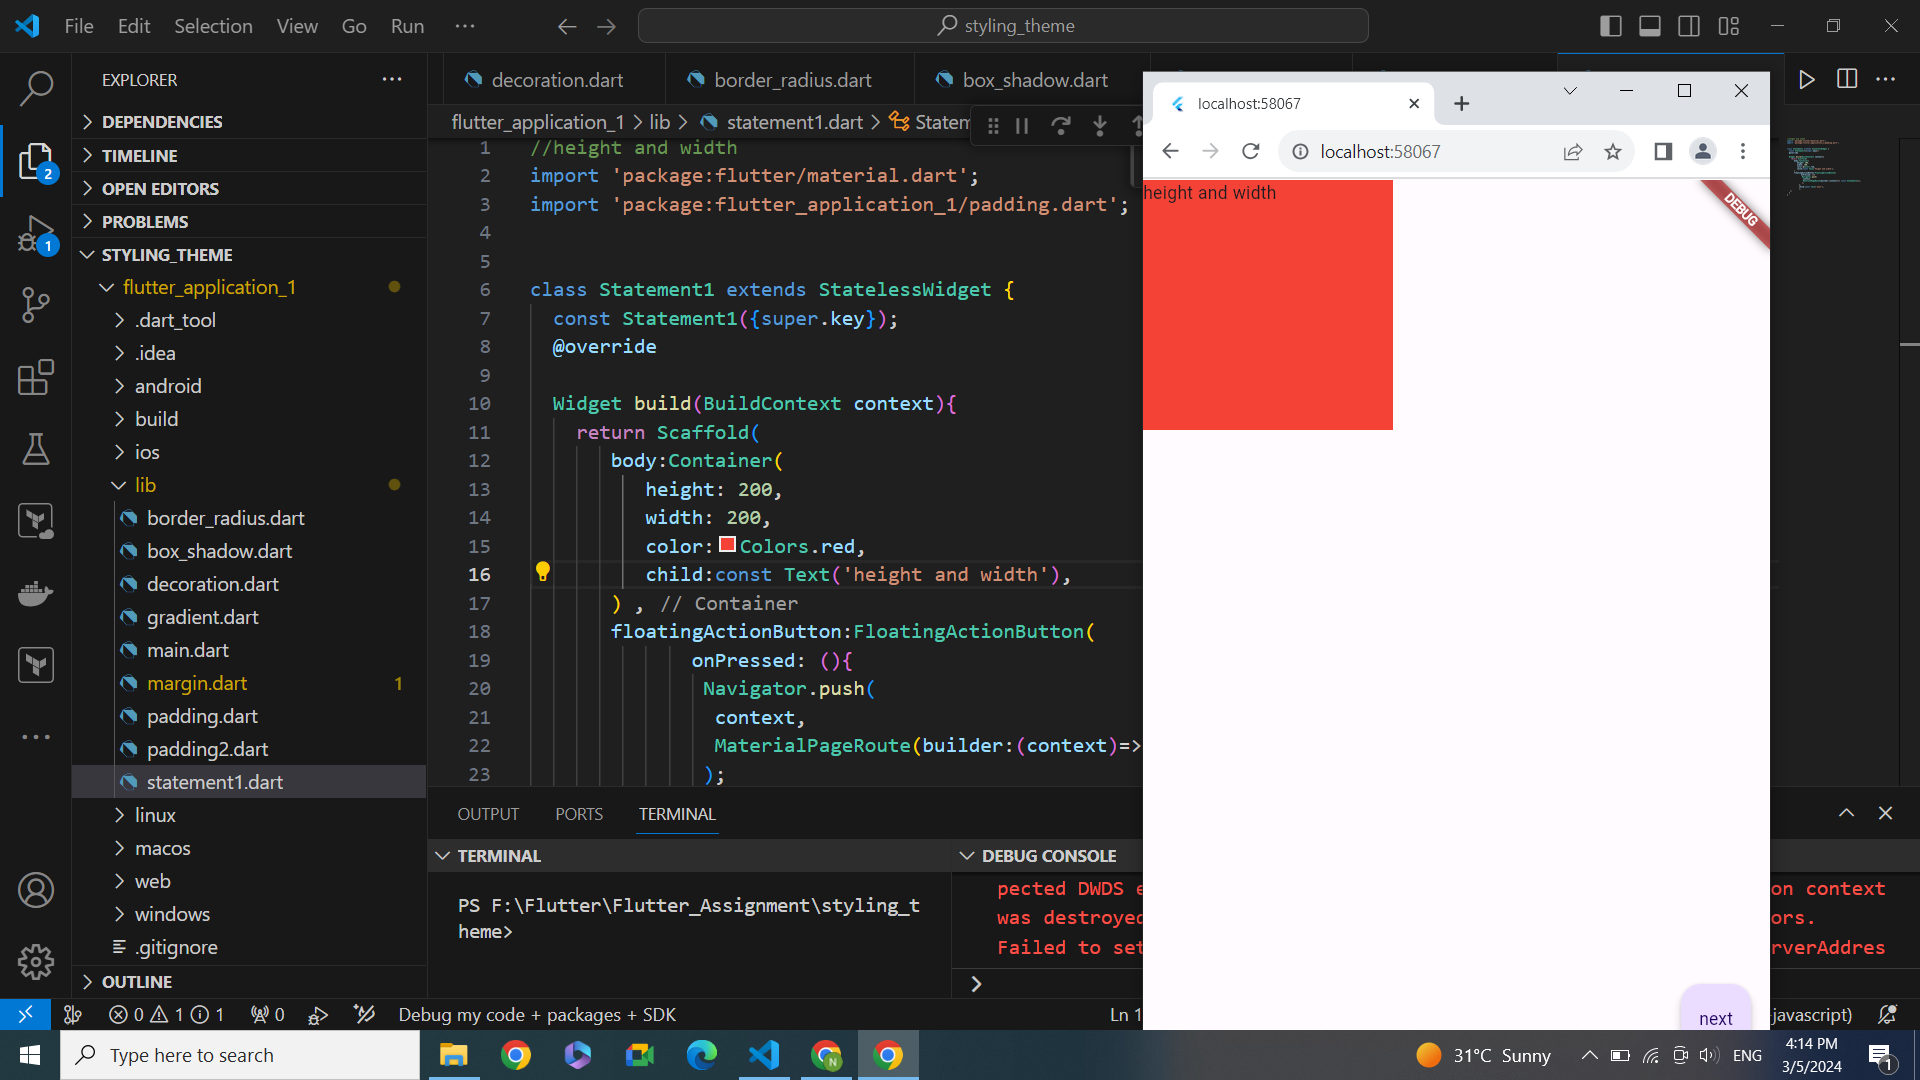 File Edit Selection View Go Run ···
styling_theme
EXPLORER
DEPENDENCIES
TIMELINE
OPEN EDITORS
PROBLEMS
STYLING_THEME
flutter_application_1
.dart_tool
.idea
android
build
ios
lib
border_radius.dart
box_shadow.dart
decoration.dart
gradient.dart
main.dart
margin.dart 1
padding.dart
padding2.dart
statement1.dart
linux
macos
web
windows
.gitignore
OUTLINE
2
1
decoration.dart border_radius.dart box_shadow.dart
flutter_application_1 > lib > statement1.dart > Statem
1 //height and width
2 import 'package:flutter/material.dart';
3 import 'package:flutter_application_1/padding.dart';
4
5
6 class Statement1 extends StatelessWidget {
7 const Statement1({super.key});
8 @override
9
10 Widget build(BuildContext context){
11 return Scaffold(
12 body:Container(
13 height: 200,
14 width: 200,
15 color: Colors.red,
16 child:const Text('height and width'),
17 ) , // Container
18 floatingActionButton:FloatingActionButton(
19 onPressed: (){
20 Navigator.push(
21 context,
22 MaterialPageRoute(builder:(context)=>
23 );
OUTPUT PORTS TERMINAL
TERMINAL
PS F:\Flutter\Flutter_Assignment\styling_t
heme>
DEBUG CONSOLE
pected DWDS e
on context
was destroyed
ors.
Failed to set
rverAddres
localhost:58067
localhost:58067
height and width
DEBUG
next
0 1 1 0 Debug my code + packages + SDK Ln 1
-javascript)
Type here to search
N
31°C Sunny
ENG
4:14 PM
3/5/2024
1